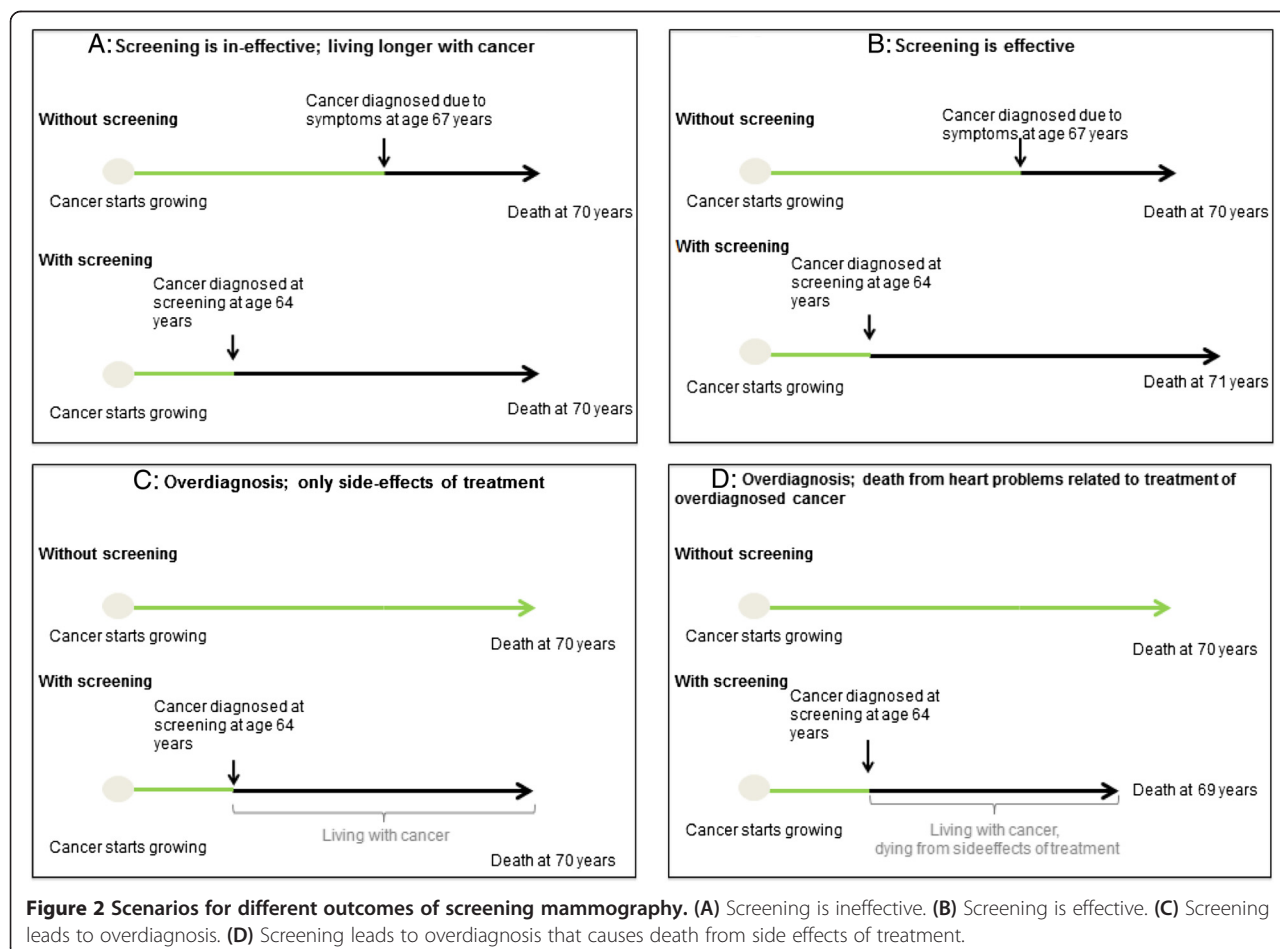 A: Screening is in-effective; living longer with cancer
Without screening
Cancer diagnosed due to
symptoms at age 67 years
Cancer starts growing
Death at 70 years
With screening
Cancer diagnosed at
screening at age 64
years
Cancer starts growing
Death at 70 years
B: Screening is effective
Without screening
Cancer diagnosed due to
symptoms at age 67 years
Cancer starts growing
Death at 70 years
With screening
Cancer diagnosed at
screening at age 64
years
Cancer starts growing
Death at 71 years
C: Overdiagnosis; only side-effects of treatment
Without screening
Cancer starts growing
Death at 70 years
With screening
Cancer diagnosed at
screening at age 64
years
Living with cancer
Cancer starts growing
Death at 70 years
D: Overdiagnosis; death from heart problems related to treatment of
overdiagnosed cancer
Without screening
Cancer starts growing
Death at 70 years
With screening
Cancer diagnosed at
screening at age 64
years
Death at 69 years
Cancer starts growing
Living with cancer,
dying from sideeffects of treatment
Figure 2 Scenarios for different outcomes of screening mammography. (A) Screening is ineffective. (B) Screening is effective. (C) Screening
leads to overdiagnosis. (D) Screening leads to overdiagnosis that causes death from side effects of treatment.